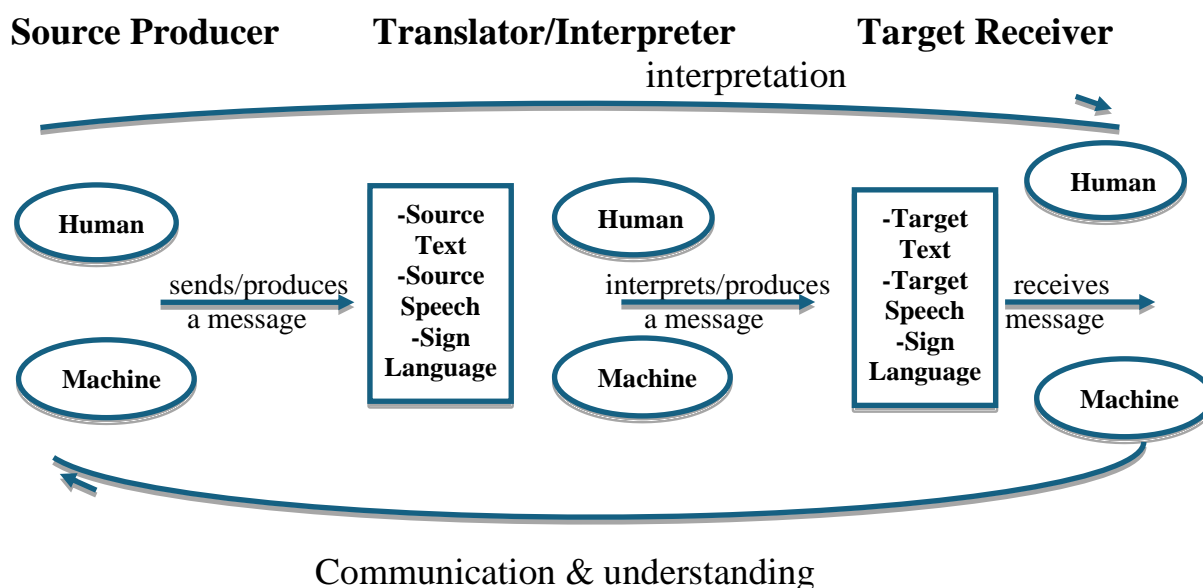 Source Producer
Translator/Interpreter
Target Receiver
interpretation
Human
Machine
sends/produces
a message
-Source
Text
-Source
Speech
-Sign
Language
Human
Machine
interprets/produces
a message
-Target
Text
-Target
Speech
-Sign
Language
receives
message
Human
Machine
Communication & understanding